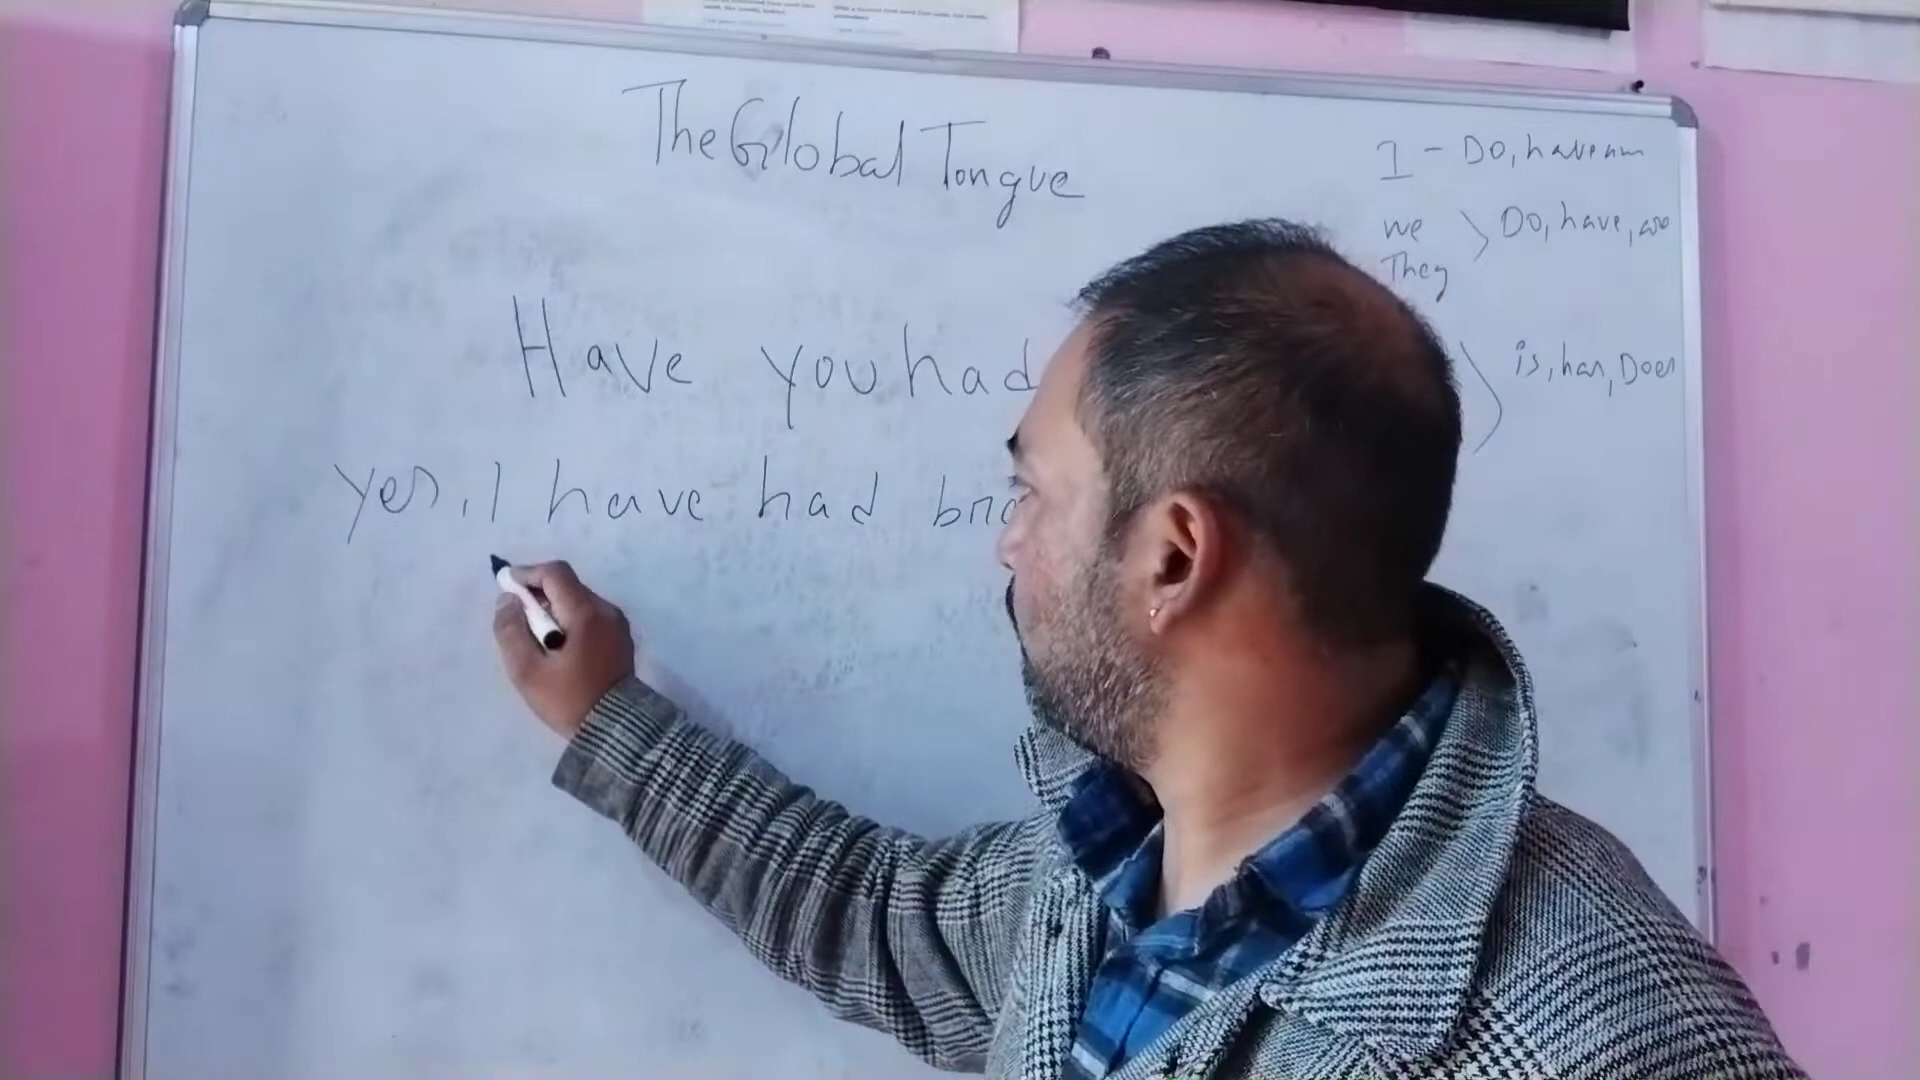 The Global Tongue
I - Do, have am
we
They
Do, have, are
Have you had
is, has, Does
yes, I have had